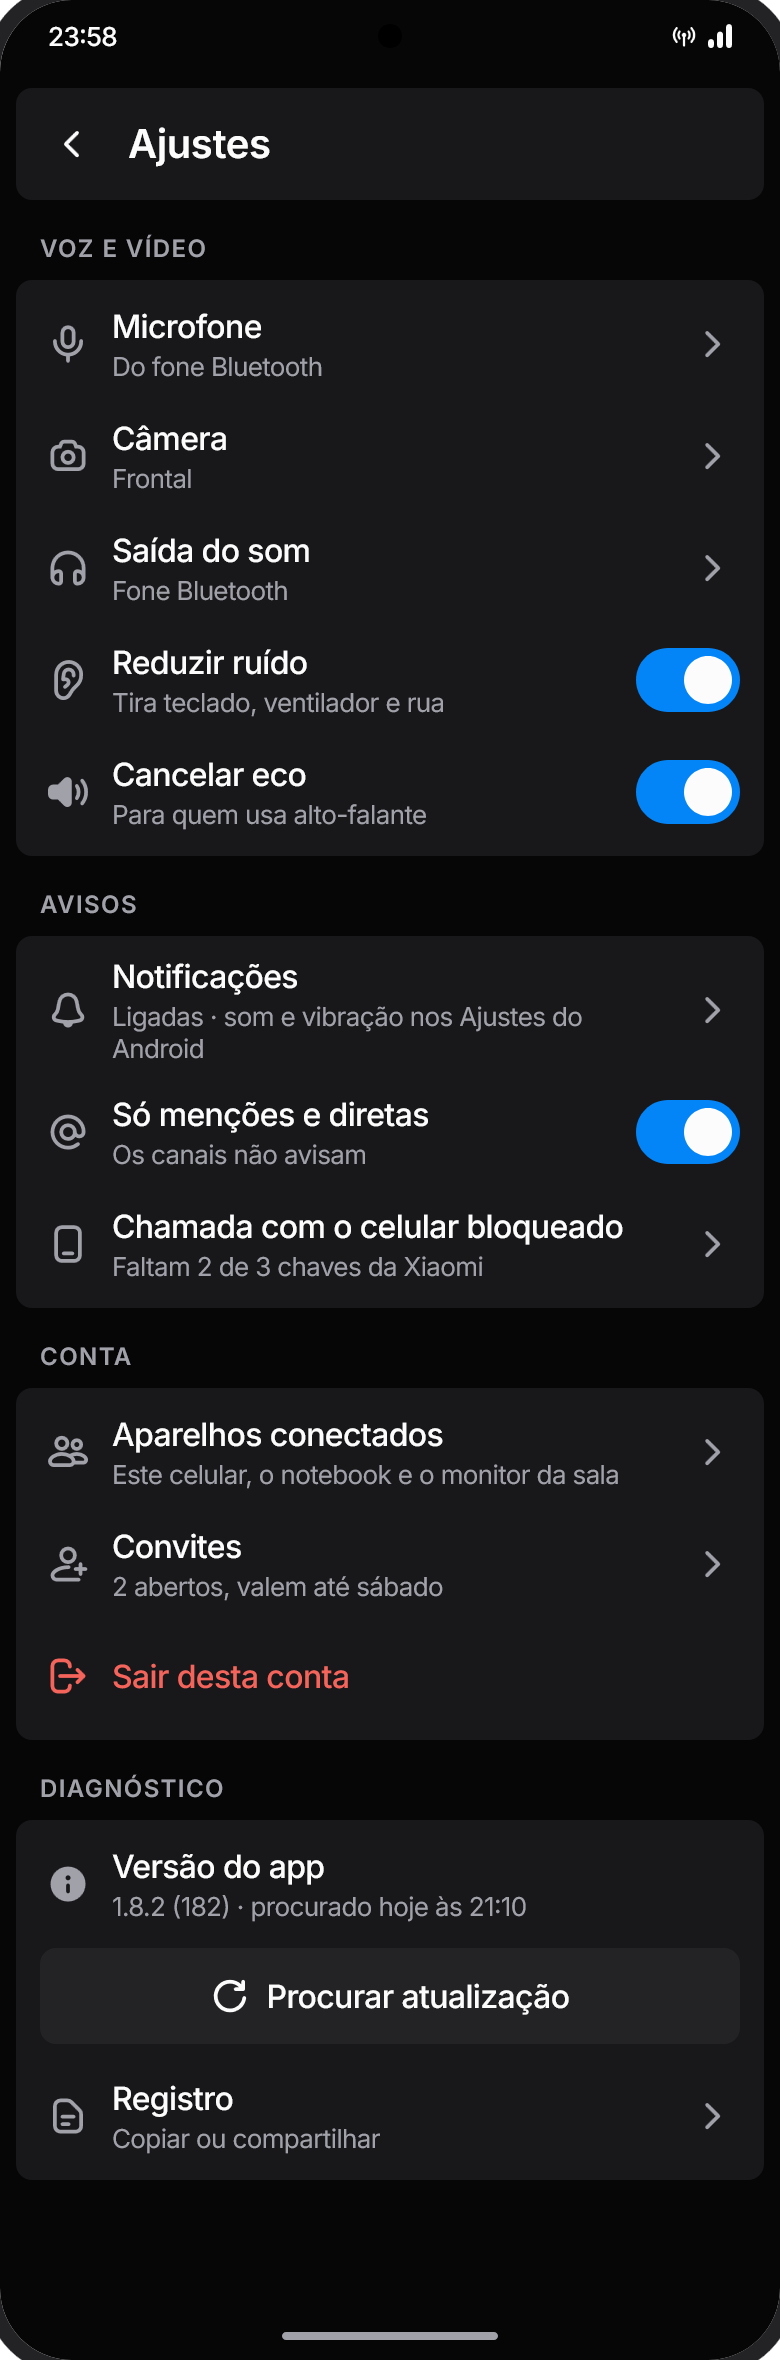 23:58
Ajustes
VOZ E VÍDEO
Microfone
Do fone Bluetooth
Câmera
Frontal
Saída do som
Fone Bluetooth
Reduzir ruído
Tira teclado, ventilador e rua
Cancelar eco
Para quem usa alto-falante
AVISOS
Notificações
Ligadas · som e vibração nos Ajustes do
Android
Só menções e diretas
Os canais não avisam
Chamada com o celular bloqueado
Faltam 2 de 3 chaves da Xiaomi
CONTA
Aparelhos conectados
Este celular, o notebook e o monitor da sala
Convites
2 abertos, valem até sábado
Sair desta conta
DIAGNÓSTICO
Versão do app
1.8.2 (182) · procurado hoje às 21:10
Procurar atualização
Registro
Copiar ou compartilhar